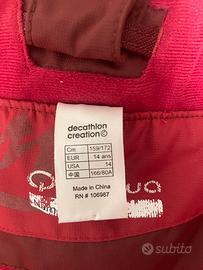 decathlon
creation©
Cm 159/172
EUR 14 ans
USA 14
中国 166/80A
Made in China
RN # 106987
subito